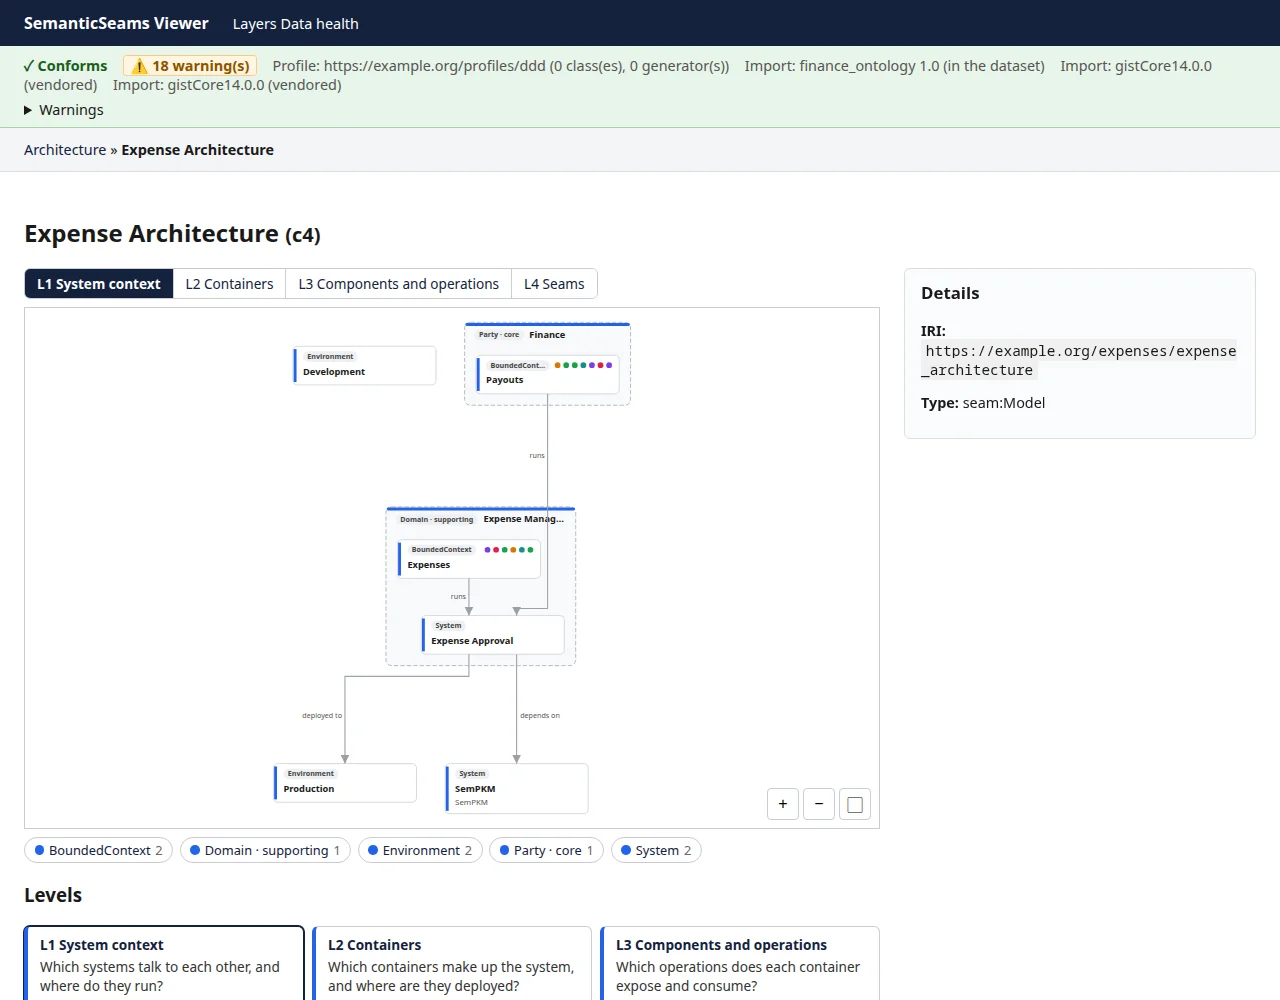 SemanticSeams Viewer Layers Data health
✓ Conforms ⚠️ 18 warning(s) Profile: https://example.org/profiles/ddd (0 class(es), 0 generator(s)) Import: finance_ontology 1.0 (in the dataset) Import: gistCore14.0.0
(vendored) Import: gistCore14.0.0 (vendored)
▶ Warnings
Architecture » Expense Architecture
Expense Architecture (c4)
L1 System context L2 Containers L3 Components and operations L4 Seams
Party · core Finance
Environment
Development
BoundedCont...
Payouts
runs
Domain · supporting Expense Manag...
BoundedContext
Expenses
runs
System
Expense Approval
deployed to depends on
Environment
Production
System
SemPKM
SemPKM
+ −
Details
IRI:
https://example.org/expenses/expense
_architecture
Type: seam:Model
BoundedContext 2 Domain · supporting 1 Environment 2 Party · core 1 System 2
Levels
L1 System context
Which systems talk to each other, and
where do they run?
L2 Containers
Which containers make up the system,
and where are they deployed?
L3 Components and operations
Which operations does each container
expose and consume?